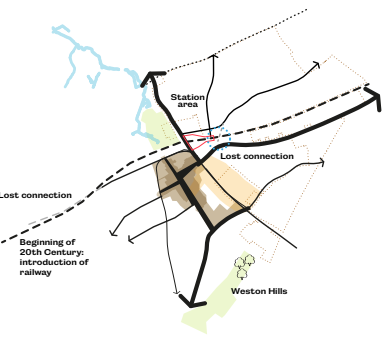 Station
area
Lost connection
Lost connection
Beginning of
20th Century:
introduction of
railway
Weston Hills